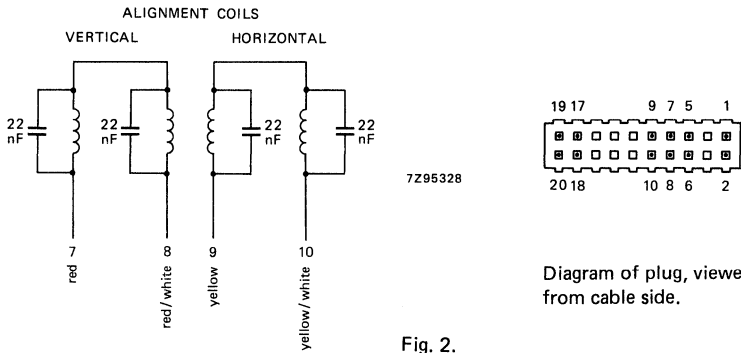 ALIGNMENT COILS
VERTICAL
HORIZONTAL
22
nF
22
nF
22
nF
22
nF
7
8
9
10
red
red/white
yellow
yellow/white
7Z95328
19 17 9 7 5 1
20 18 10 8 6 2
Diagram of plug, viewe
from cable side.
Fig. 2.